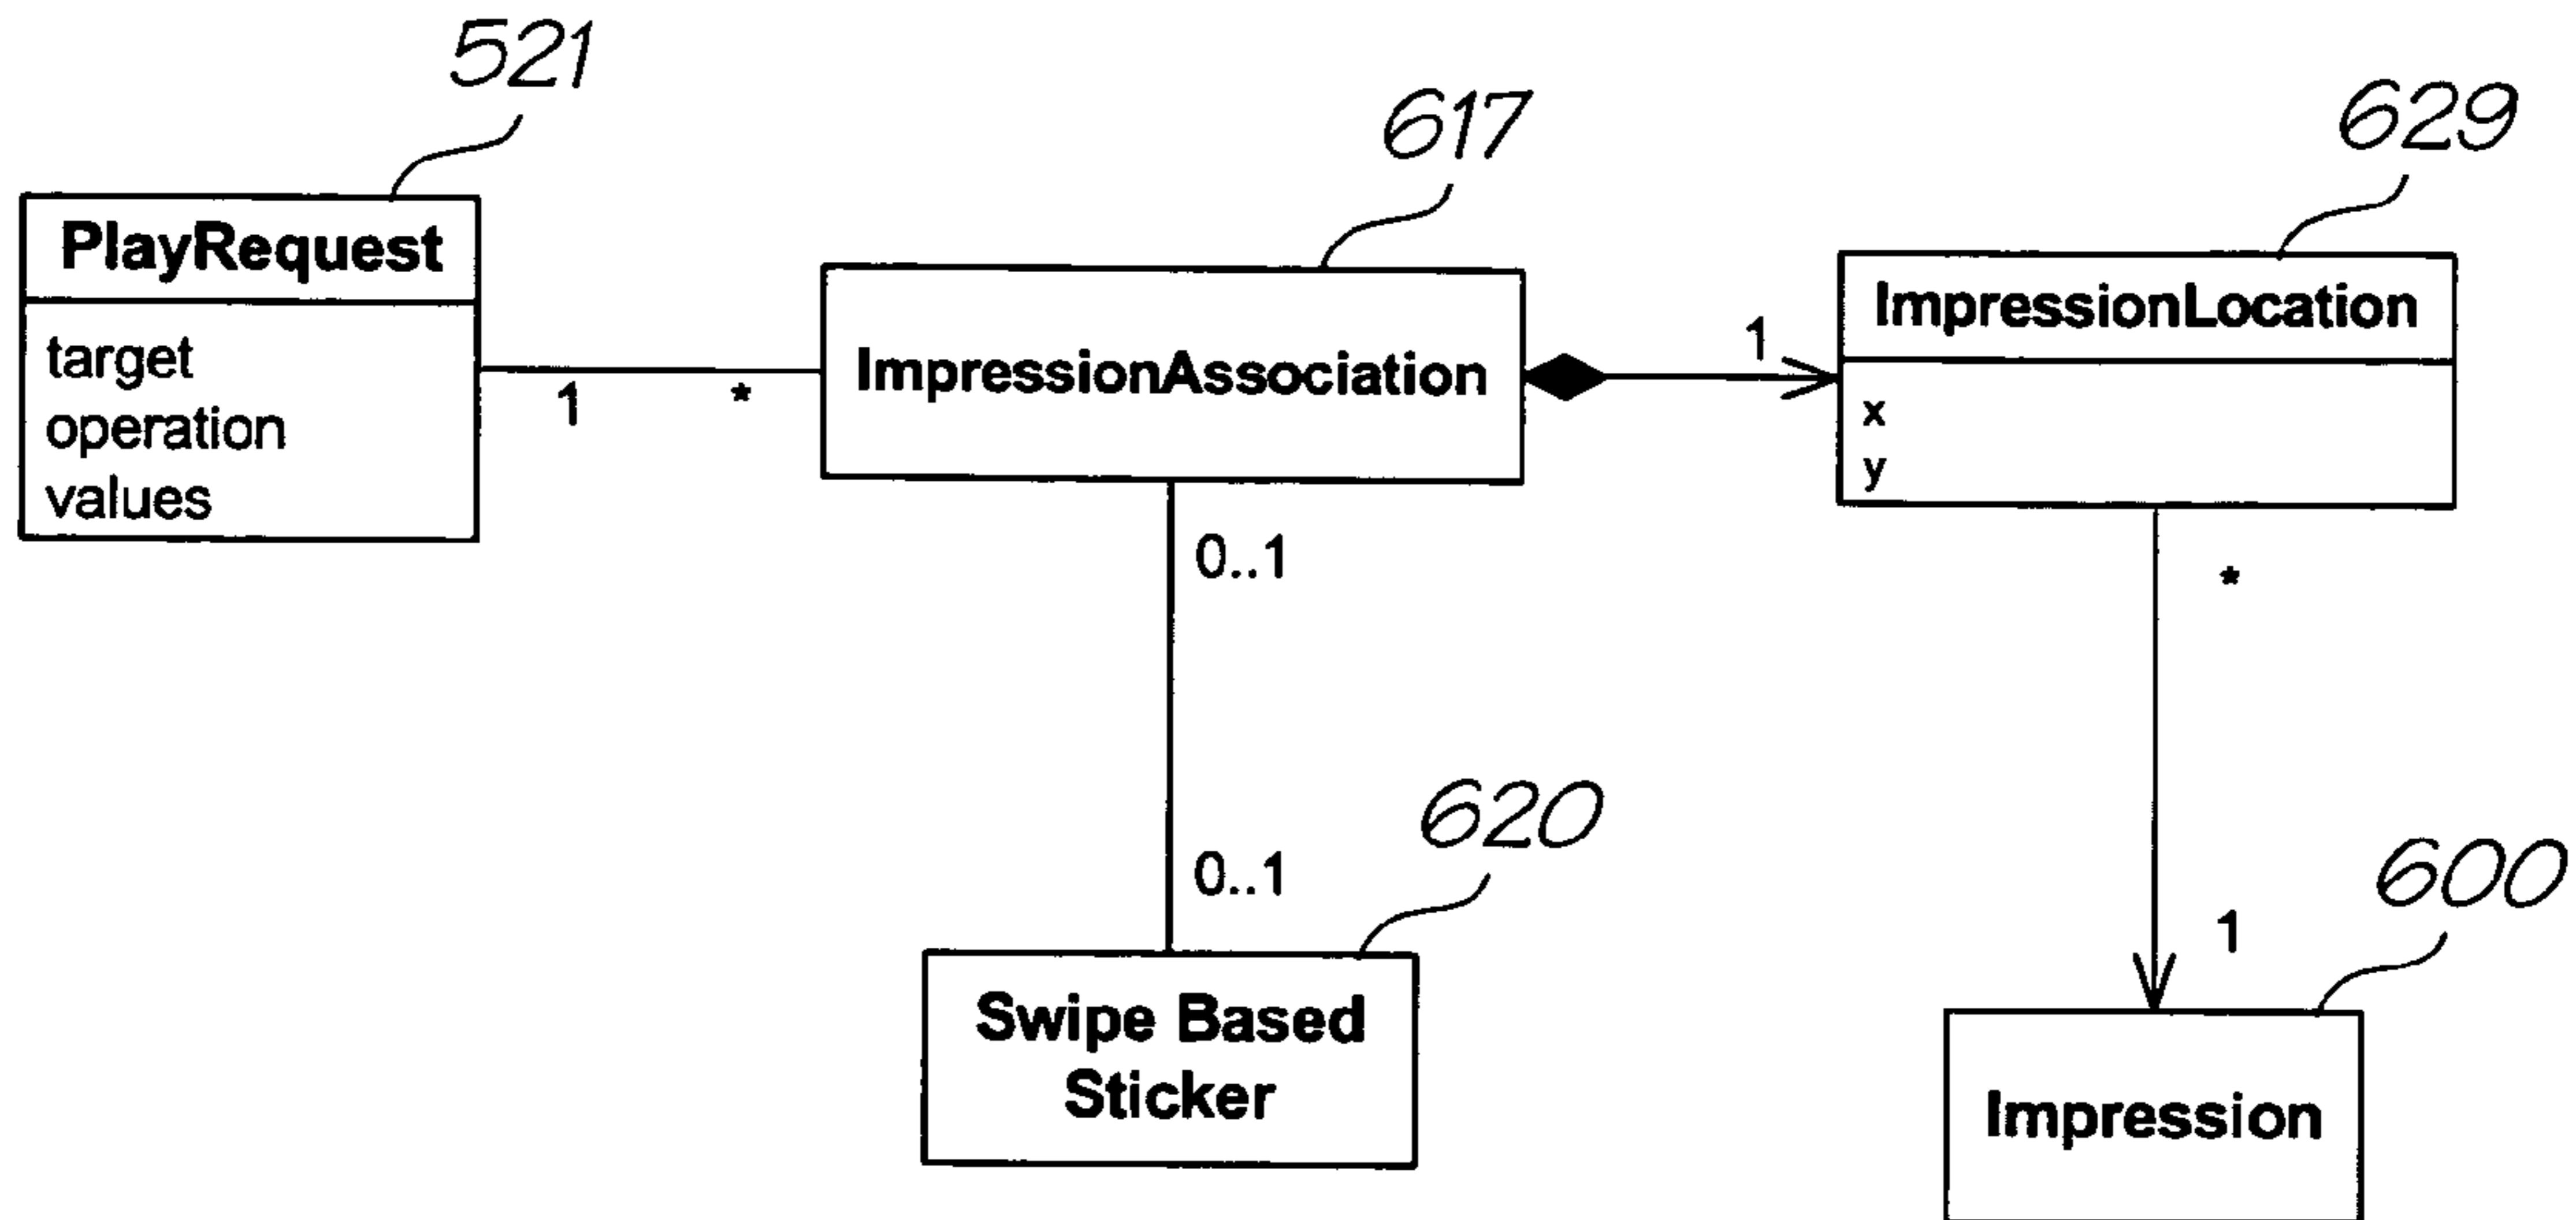 521
617
629
PlayRequest
target
operation
values
1
*
ImpressionAssociation
1
ImpressionLocation
x
y
0..1
0..1
*
1
620
Swipe Based
Sticker
600
Impression